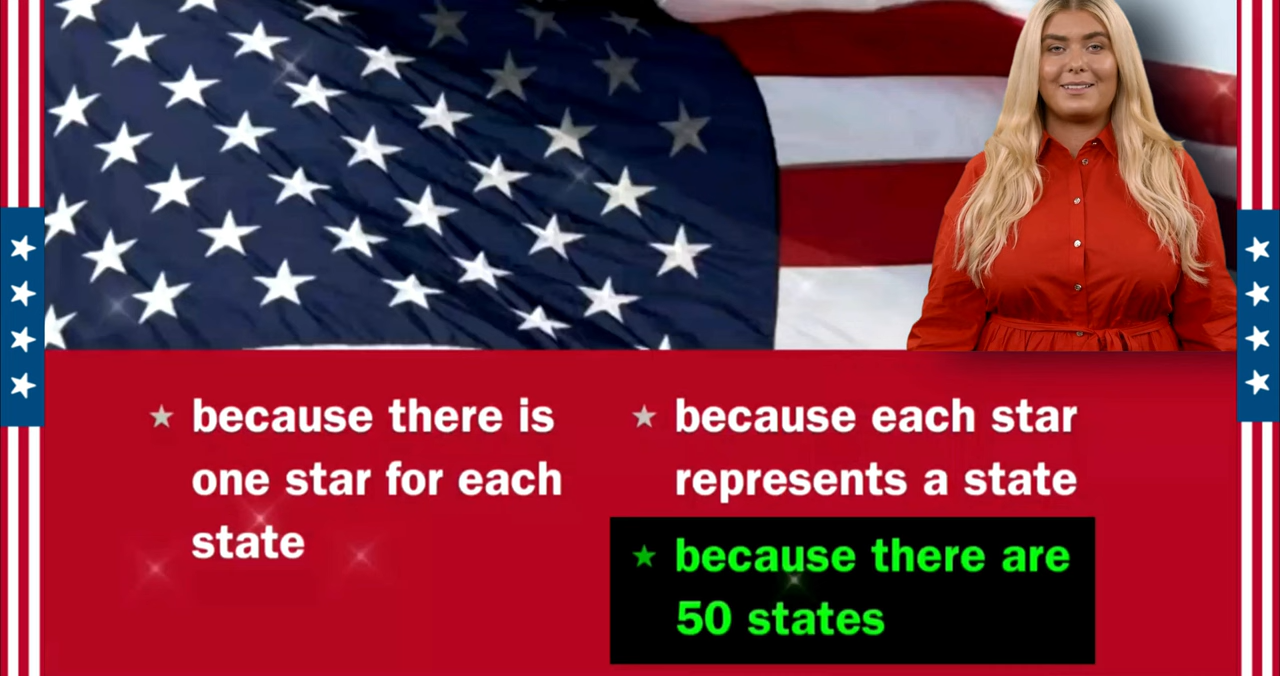 because there is
one star for each
state
because each star
represents a state
because there are
50 states